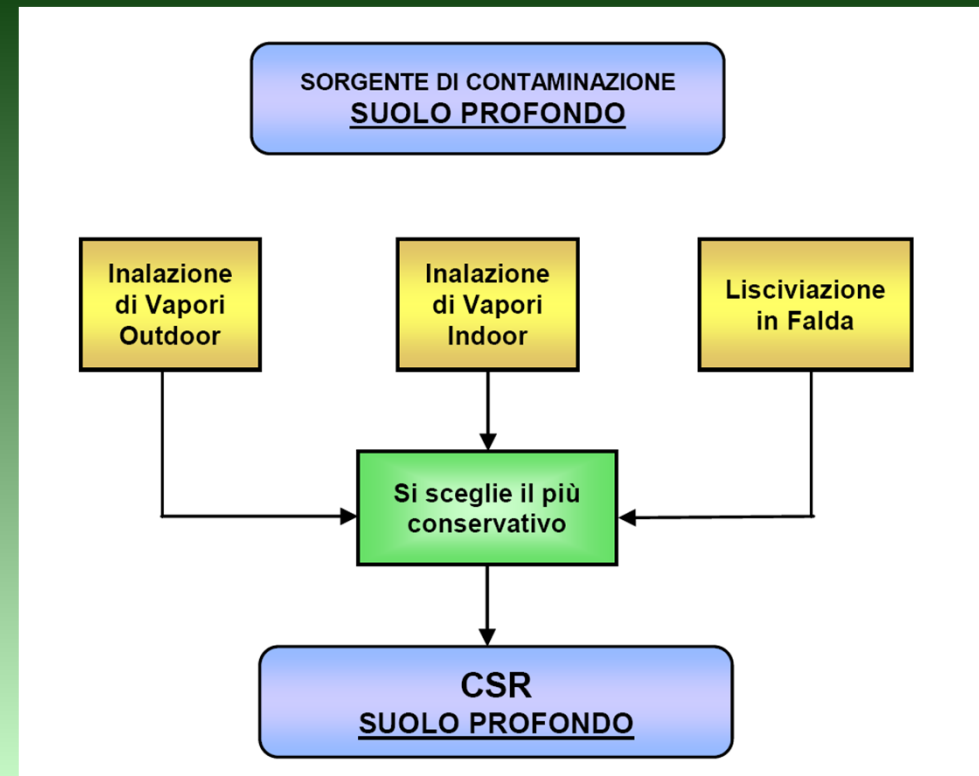 SORGENTE DI CONTAMINAZIONE
SUOLO PROFONDO
Inalazione
di Vapori
Outdoor
Inalazione
di Vapori
Indoor
Lisciviazione
in Falda
Si sceglie il più
conservativo
CSR
SUOLO PROFONDO